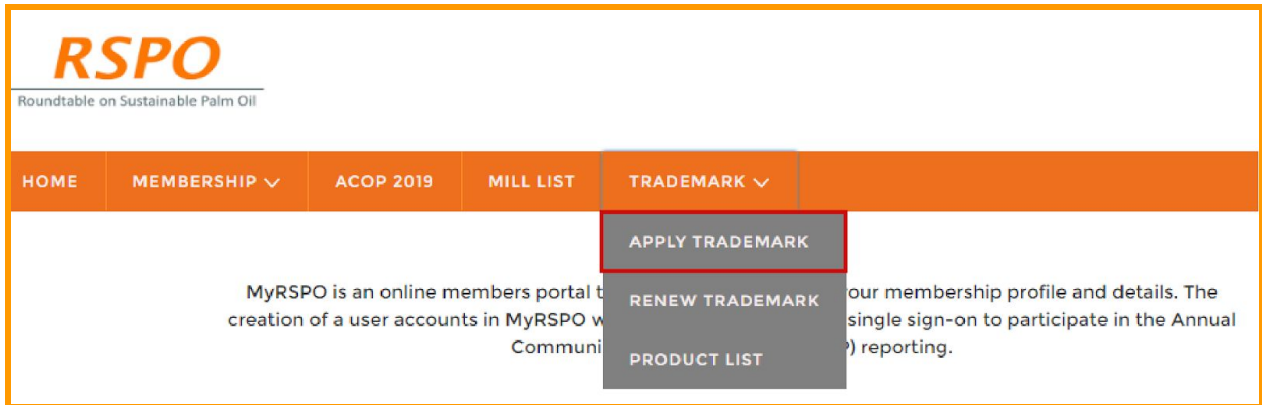 RSPO
Roundtable on Sustainable Palm Oil
HOME MEMBERSHIP ACOP 2019 MILL LIST TRADEMARK
APPLY TRADEMARK
RENEW TRADEMARK
PRODUCT LIST
MyRSPO is an online members portal t our membership profile and details. The
creation of a user accounts in MyRSPO w single sign-on to participate in the Annual
Communi ) reporting.